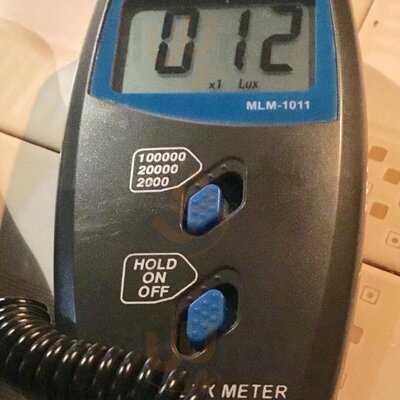 012
x1 Lux
MLM-1011
100000
20000
2000
HOLD
ON
OFF
METER